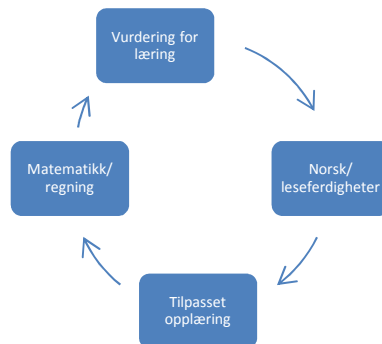 Vurdering for
læring
Norsk/
leseferdigheter
Tilpasset
opplæring
Matematikk/
regning